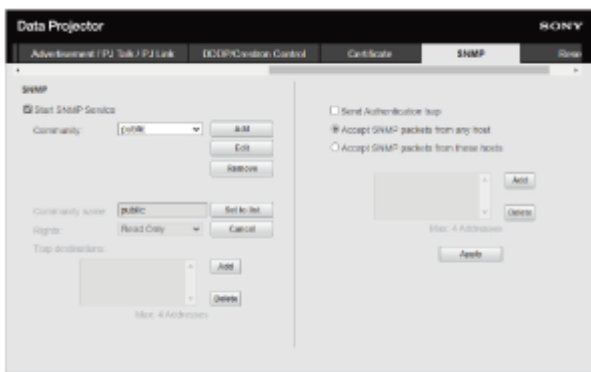 Data Projector
SONY
Advertisement / PJ Talk / PJ Link
DDDP/Crestron Control
Certificate
SNMP
Rese
SNMP
Start SNMP Service
Community:
public
Add
Edit
Remove
Community name:
public
Set to list
Rights:
Read Only
Cancel
Trap destinations:
Add
Delete
Max: 4 Addresses
Send Authentication trap
Accept SNMP packets from any host
Accept SNMP packets from these hosts
Add
Delete
Max: 4 Addresses
Apply